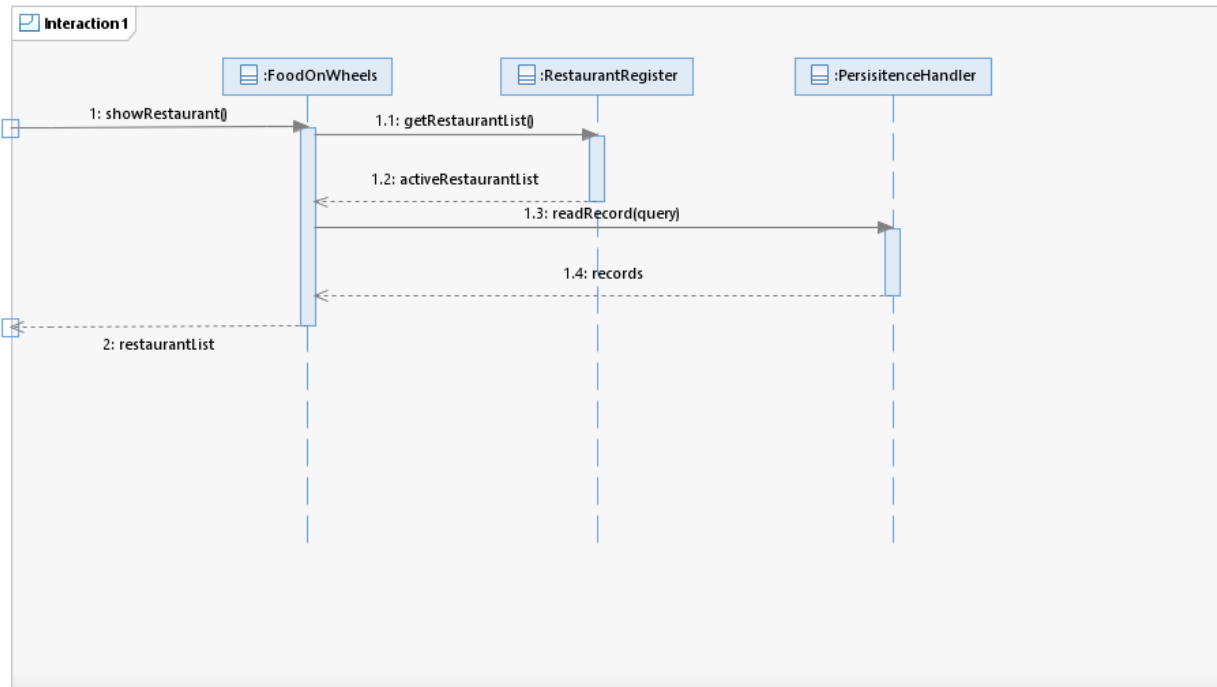 Interaction1
:FoodOnWheels
:RestaurantRegister
:PersisitenceHandler
1: showRestaurant()
1.1: getRestaurantList()
1.2: activeRestaurantList
1.3: readRecord(query)
1.4: records
2: restaurantList